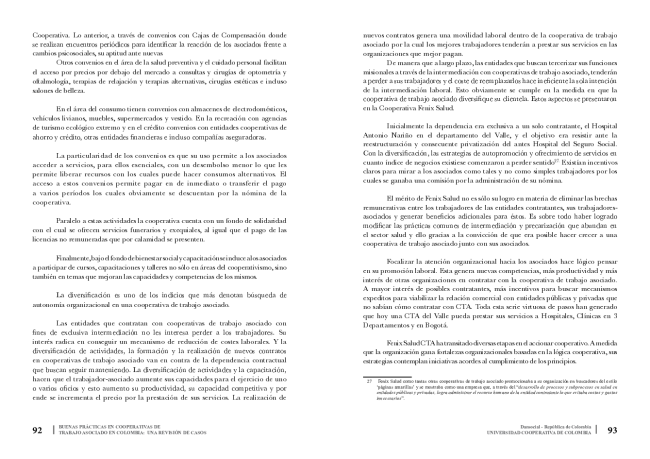 Cooperativa. Lo anterior, a través de convenios con Cajas de Compensación donde
se realizan encuentros periódicos para identificar la reacción de los asociados frente a
cambios psicosociales, su aptitud ante nuevas
Otros convenios en el área de la salud preventiva y el cuidado personal facilitan
el acceso por precios por debajo del mercado a consultas y cirugías de optometría y
oftalmología, terapias de relajación y terapias alternativas, cirugías estéticas e incluso
salones de belleza.
En el área del consumo tienen convenios con almacenes de electrodomésticos,
vehículos livianos, muebles, supermercados y vestido. En la recreación con agencias
de turismo ecológico extremo y en el crédito convenios con entidades cooperativas de
ahorro y crédito, otras entidades financieras e incluso compañías aseguradoras.
La particularidad de los convenios es que su uso permite a los asociados
acceder a servicios, para ellos esenciales, con un desembolso menor lo que les
permite liberar recursos con los cuales puede hacer consumos alternativos. El
acceso a estos convenios permite pagar en de inmediato o transferir el pago
a varios períodos los cuales obviamente se descuentan por la nómina de la
cooperativa.
Paralelo a estas actividades la cooperativa cuenta con un fondo de solidaridad
con el cual se ofrecen servicios funerarios y exequiales, al igual que el pago de las
licencias no remuneradas que por calamidad se presenten.
Finalmente, bajo el fondo de bienestar social y capacitación se induce a los asociados
a participar de cursos, capacitaciones y talleres no sólo en áreas del cooperativismo, sino
también en temas que mejoran las capacidades y competencias de los mismos.
La diversificación es uno de los indicios que más denotan búsqueda de
autonomía organizacional en una cooperativa de trabajo asociado.
Las entidades que contratan con cooperativas de trabajo asociado con
fines de exclusiva intermediación no les interesa perder a los trabajadores. Su
interés radica en conseguir un mecanismo de reducción de costes laborales. Y la
diversificación de actividades, la formación y la realización de nuevos contratos
en cooperativas de trabajo asociado van en contra de la dependencia contractual
que buscan seguir manteniendo. La diversificación de actividades y la capacitación,
hacen que el trabajador-asociado aumente sus capacidades para el ejercicio de uno
o varios oficios y esto aumento su productividad, su capacidad competitiva y por
ende se incrementa el precio por la prestación de sus servicios. La realización de
92
BUENAS PRÁCTICAS EN COOPERATIVAS DE
TRABAJO ASOCIADO EN COLOMBIA: UNA REVISIÓN DE CASOS
nuevos contratos genera una movilidad laboral dentro de la cooperativa de trabajo
asociado por la cual los mejores trabajadores tenderán a prestar sus servicios en las
organizaciones que mejor pagan.
De manera que a largo plazo, las entidades que buscan tercerizar sus funciones
misionales a través de la intermediación con cooperativas de trabajo asociado, tenderán
a perder a sus trabajadores y el coste de reemplazarlos hace ineficiente la sola intención
de la intermediación laboral. Esto obviamente se cumple en la medida en que la
cooperativa de trabajo asociado diversifique su clientela. Estos aspectos se presentaron
en la Cooperativa Fenix Salud.
Inicialmente la dependencia era exclusiva a un solo contratante, el Hospital
Antonio Nariño en el departamento del Valle, y el objetivo era resistir ante la
reestructuración y consecuente privatización del antes Hospital del Seguro Social.
Con la diversificación, las estrategias de autopromoción y ofrecimiento de servicios en
cuanto índice de negocios existiese comenzaron a perder sentido27 Existían incentivos
claros para mirar a los asociados como tales y no como simples trabajadores por los
cuales se ganaba una comisión por la administración de su nómina.
El mérito de Fenix Salud no es sólo su logro en materia de eliminar las brechas
remunerativas entre los trabajadores de las entidades contratantes, sus trabajadores-
asociados y generar beneficios adicionales para éstos. Es sobre todo haber logrado
modificar las prácticas comunes de intermediación y precarización que abundan en
el sector salud y ello gracias a la convicción de que era posible hacer crecer a una
cooperativa de trabajo asociado junto con sus asociados.
Focalizar la atención organizacional hacia los asociados hace lógico pensar
en su promoción laboral. Esta genera nuevas competencias, más productividad y más
interés de otras organizaciones en contratar con la cooperativa de trabajo asociado.
A mayor interés de posibles contratantes, más incentivos para buscar mecanismos
expeditos para viabilizar la relación comercial con entidades públicas y privadas que
no sabían cómo contratar con CTA. Toda esta serie virtuosa de pasos han generado
que hoy una CTA del Valle pueda prestar sus servicios a Hospitales, Clínicas en 3
Departamentos y en Bogotá.
Fenix Salud CTA ha transitado diversas etapas en el accionar cooperativo. A medida
que la organización gana fortalezas organizacionales basadas en la lógica cooperativa, sus
estrategias contemplan iniciativas acordes al cumplimiento de los principios.
27 Fenix Salud como tantas otras cooperativas de trabajo asociado promocionaba a su organización en buscadores del estilo
"páginas amarillas" y se mostraba como una empresa que, a través del "desarrollo de procesos y subprocesos en salud en
entidades públicas y privadas, logra administrar el recurso humano de la entidad contratante lo que evitaba costos y gastos
innecesarios".
Dansocial - República de Colombia
UNIVERSIDAD COOPERATIVA DE COLOMBIA
93